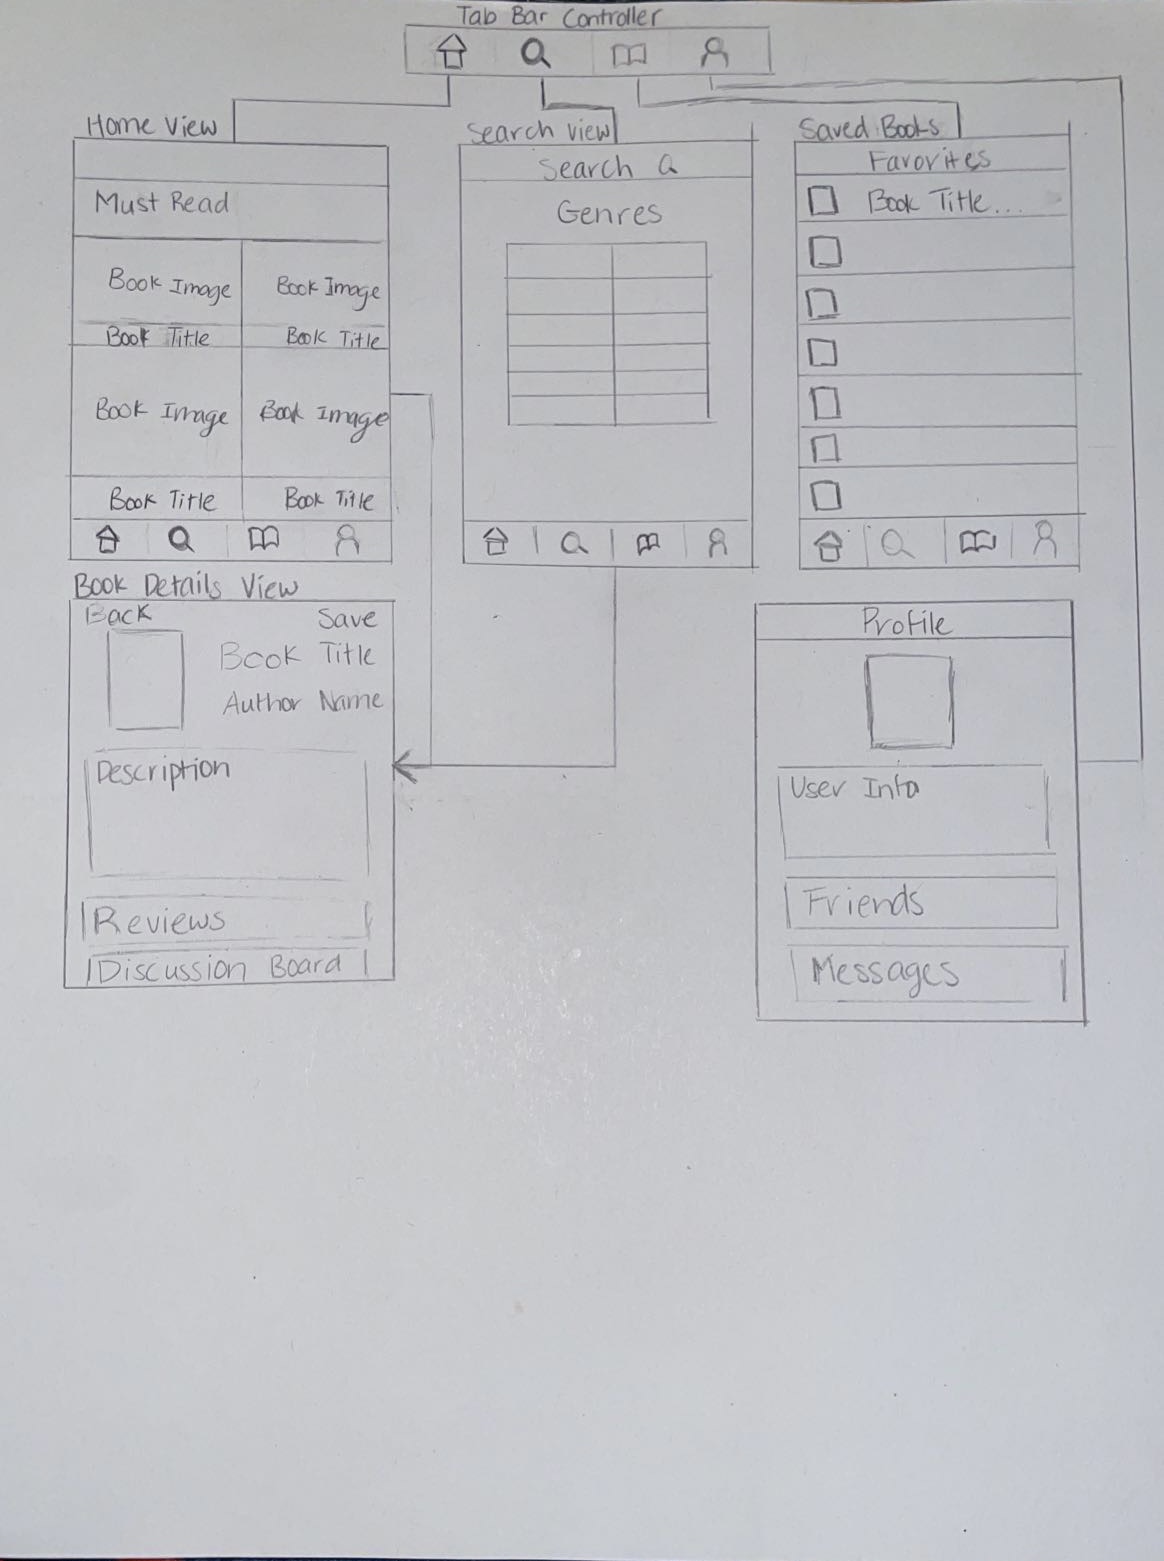 Tab Bar Controller
Home View
Must Read
Book Image Book Image
Book Title Book Title
Book Image Book Image
Book Title Book Title
Search View
Search
Genres
Saved Books
Favorites
Book Title...
Book Details View
Back Save
Book Title
Author Name
Description
Reviews
Discussion Board
Profile
User Info
Friends
Messages